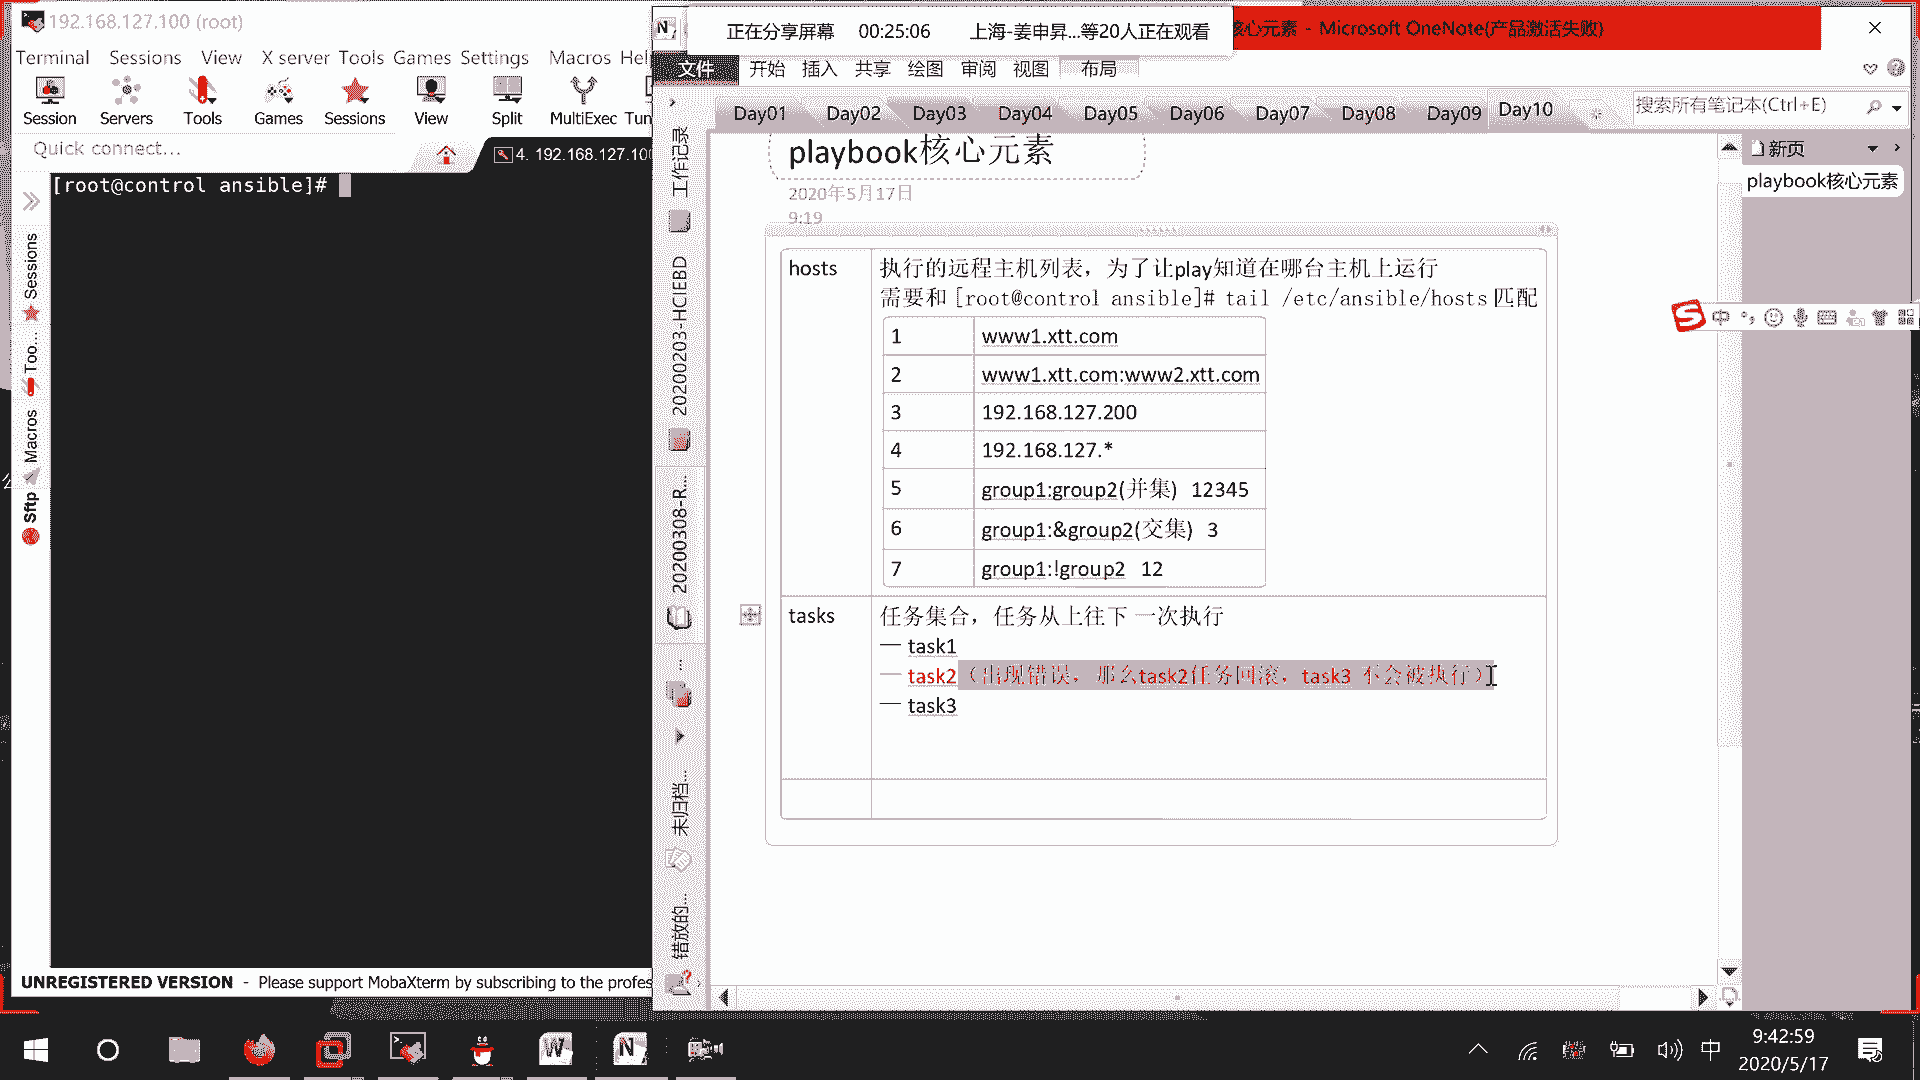 192.168.127.100 (root)
Terminal Sessions View X server Tools Games Settings Macros Hel
Session Servers Tools Games Sessions View Split MultiExec Tun
Quick connect...
4. 192.168.127.10
[root@control ansible]#
Sessions
Too...
Macros
Sftp
UNREGISTERED VERSION - Please support MobaXterm by subscribing to the profes
正在分享屏幕 00:25:06 上海-姜申昇...等20人正在观看
核心元素 - Microsoft OneNote(产品激活失败)
文件 开始 插入 共享 绘图 审阅 视图 布局
Day01 Day02 Day03 Day04 Day05 Day06 Day07 Day08 Day09 Day10
搜索所有笔记本(Ctrl+E)
工作记录
20200203-HCIEBD
20200308-R...
...
未归档...
错放的...
新页
playbook核心元素
playbook核心元素
2020年5月17日
9:19
hosts
执行的远程主机列表，为了让play知道在哪台主机上运行
需要和 [root@control ansible]# tail /etc/ansible/hosts 匹配
1 www1.xtt.com
2 www1.xtt.com:www2.xtt.com
3 192.168.127.200
4 192.168.127.*
5 group1:group2(并集) 12345
6 group1:&group2(交集) 3
7 group1:!group2 12
tasks
任务集合，任务从上往下 一次执行
— task1
— task2（出现错误，那么task2任务回滚，task3 不会被执行）
— task3
中
中
9:42:59
2020/5/17